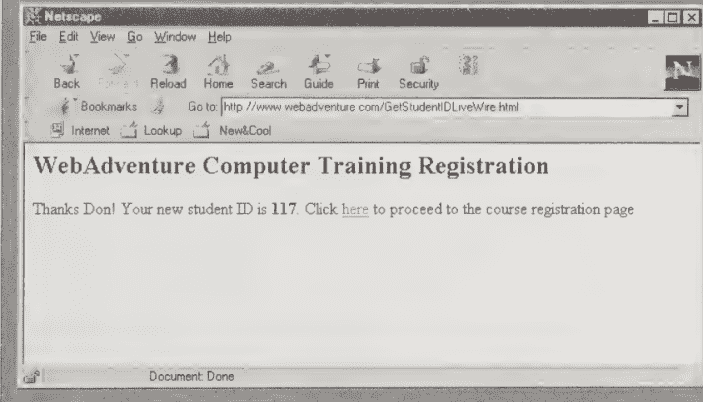 Netscape
File Edit View Go Window Help
Back Forward Reload Home Search Guide Print Security
N
Bookmarks Go to: http://www.webadventure.com/GetStudentIDLiveWire.html
Internet Lookup New&Cool
WebAdventure Computer Training Registration
Thanks Don! Your new student ID is 117. Click here to proceed to the course registration page
Document: Done